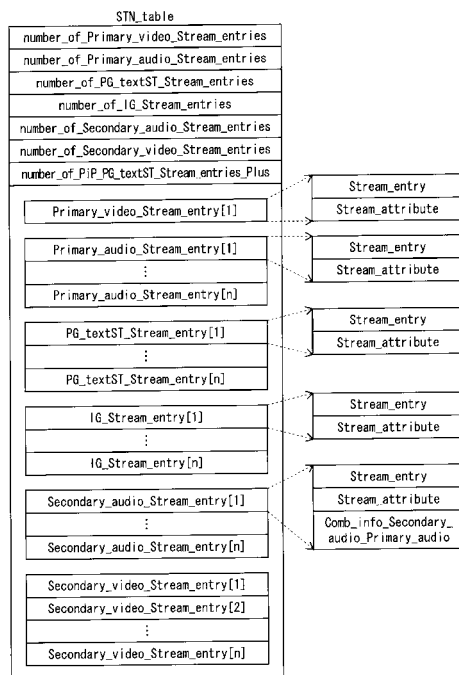 STN_table
number_of_Primary_video_Stream_entries
number_of_Primary_audio_Stream_entries
number_of_PG_textST_Stream_entries
number_of_IG_Stream_entries
number_of_Secondary_audio_Stream_entries
number_of_Secondary_video_Stream_entries
number_of_PiP_PG_textST_Stream_entries_Plus
Primary_video_Stream_entry[1]
Stream_entry
Stream_attribute
Primary_audio_Stream_entry[1]
⋮
Primary_audio_Stream_entry[n]
Stream_entry
Stream_attribute
PG_textST_Stream_entry[1]
⋮
PG_textST_Stream_entry[n]
Stream_entry
Stream_attribute
IG_Stream_entry[1]
⋮
IG_Stream_entry[n]
Stream_entry
Stream_attribute
Secondary_audio_Stream_entry[1]
⋮
Secondary_audio_Stream_entry[n]
Stream_entry
Stream_attribute
Comb_info_Secondary_
audio_Primary_audio
Secondary_video_Stream_entry[1]
Secondary_video_Stream_entry[2]
⋮
Secondary_video_Stream_entry[n]